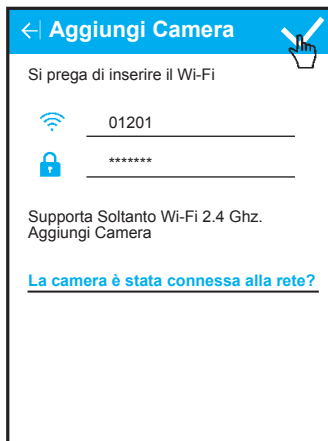 Aggiungi Camera
Si prega di inserire il Wi-Fi
01201
*******
Supporta Soltanto Wi-Fi 2.4 Ghz.
Aggiungi Camera
La camera è stata connessa alla rete?